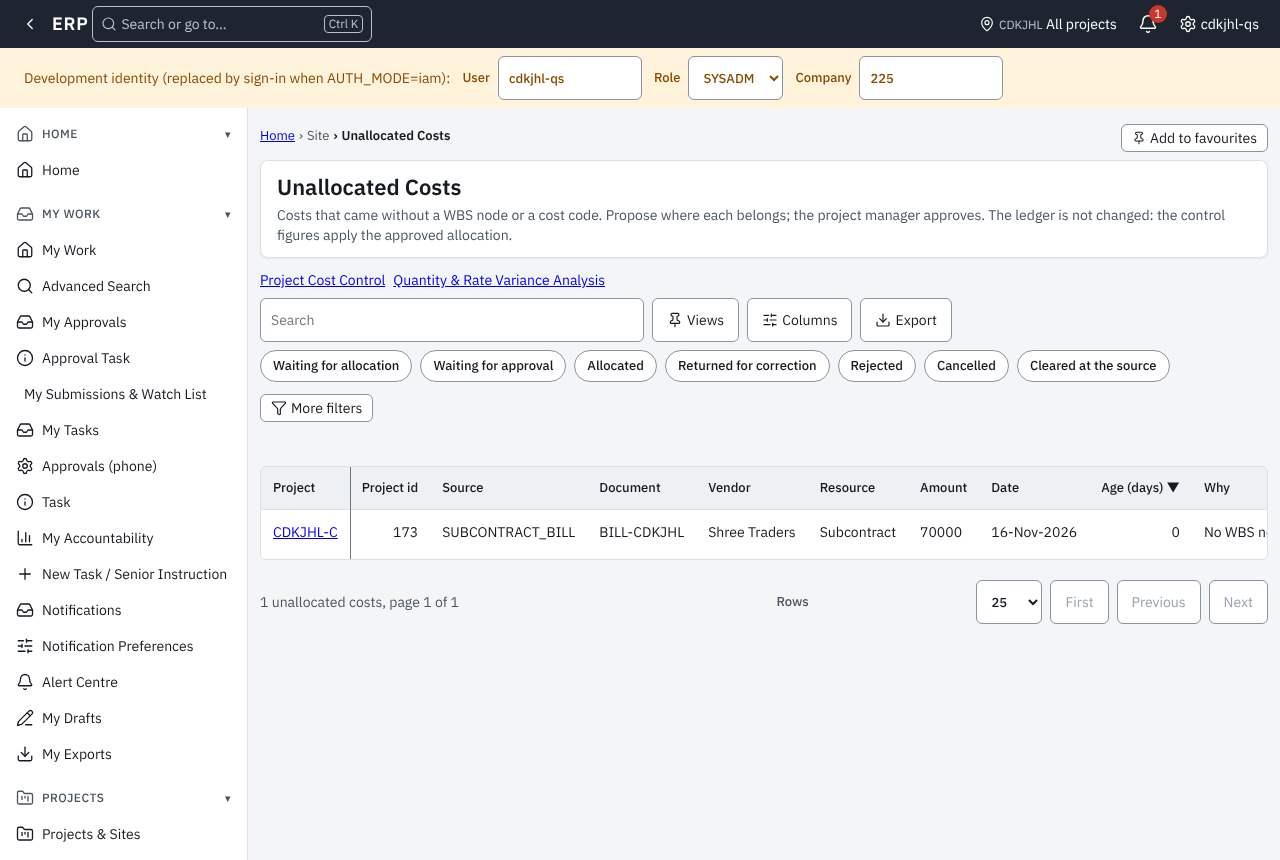 ERP
Search or go to...
Ctrl K
CDKJHL All projects
1
cdkjhl-qs
Development identity (replaced by sign-in when AUTH_MODE=iam):
User
cdkjhl-qs
Role
SYSADM
Company
225
HOME
Home
MY WORK
My Work
Advanced Search
My Approvals
Approval Task
My Submissions & Watch List
My Tasks
Approvals (phone)
Task
My Accountability
New Task / Senior Instruction
Notifications
Notification Preferences
Alert Centre
My Drafts
My Exports
PROJECTS
Projects & Sites
Home › Site › Unallocated Costs
Add to favourites
Unallocated Costs
Costs that came without a WBS node or a cost code. Propose where each belongs; the project manager approves. The ledger is not changed: the control
figures apply the approved allocation.
Project Cost Control Quantity & Rate Variance Analysis
Search
Views
Columns
Export
Waiting for allocation
Waiting for approval
Allocated
Returned for correction
Rejected
Cancelled
Cleared at the source
More filters
Project Project id Source Document Vendor Resource Amount Date Age (days) ▼ Why
CDKJHL-C 173 SUBCONTRACT_BILL BILL-CDKJHL Shree Traders Subcontract 70000 16-Nov-2026 0 No WBS
1 unallocated costs, page 1 of 1
Rows
25
First
Previous
Next